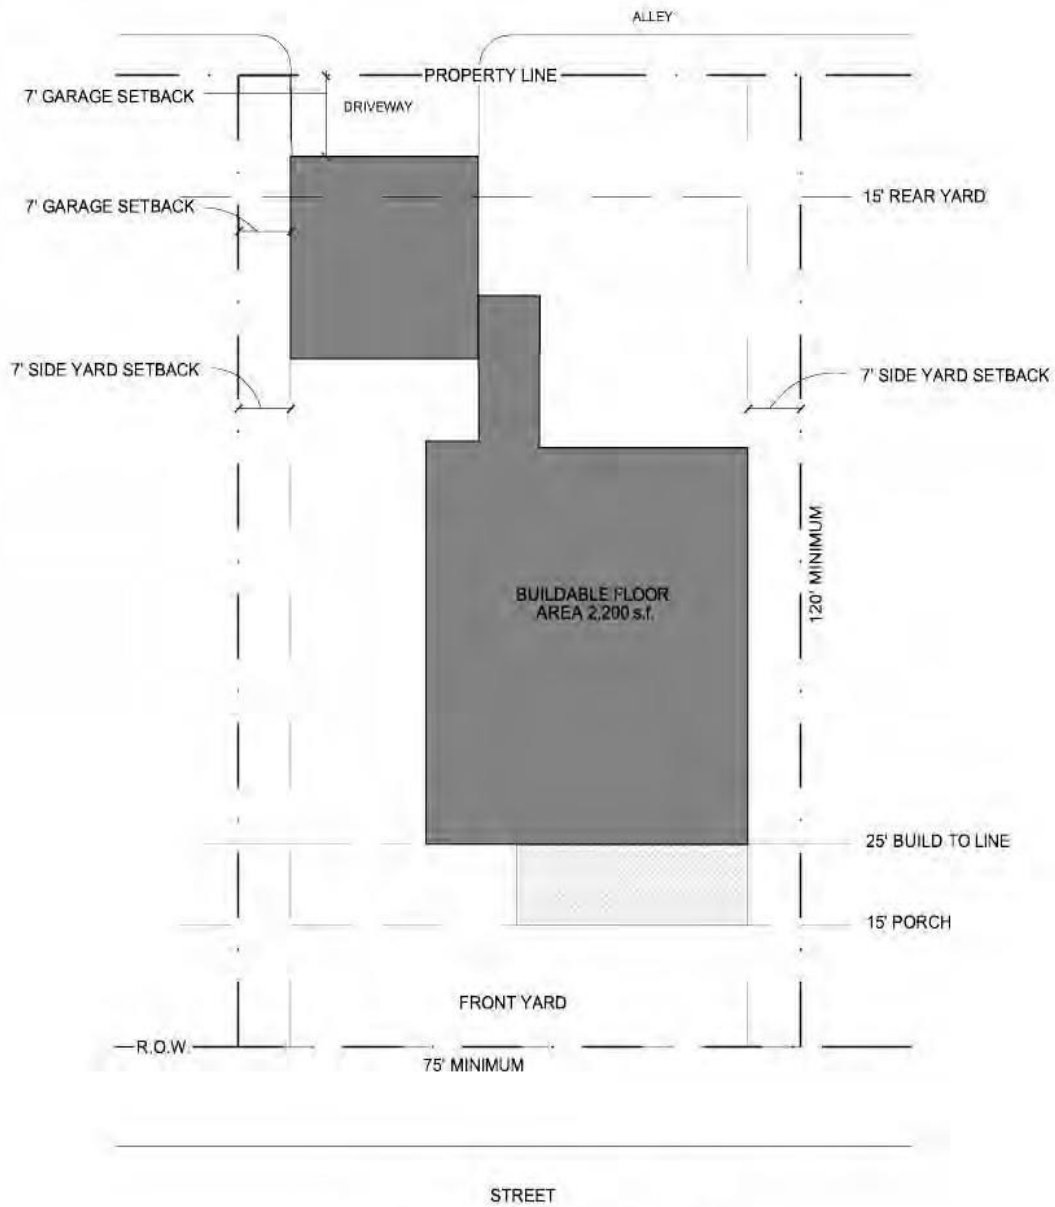 ALLEY
PROPERTY LINE
7' GARAGE SETBACK
DRIVEWAY
15' REAR YARD
7' GARAGE SETBACK
7' SIDE YARD SETBACK
7' SIDE YARD SETBACK
120' MINIMUM
BUILDABLE FLOOR
AREA 2,200 s.f.
25' BUILD TO LINE
15' PORCH
FRONT YARD
R.O.W.
75' MINIMUM
STREET